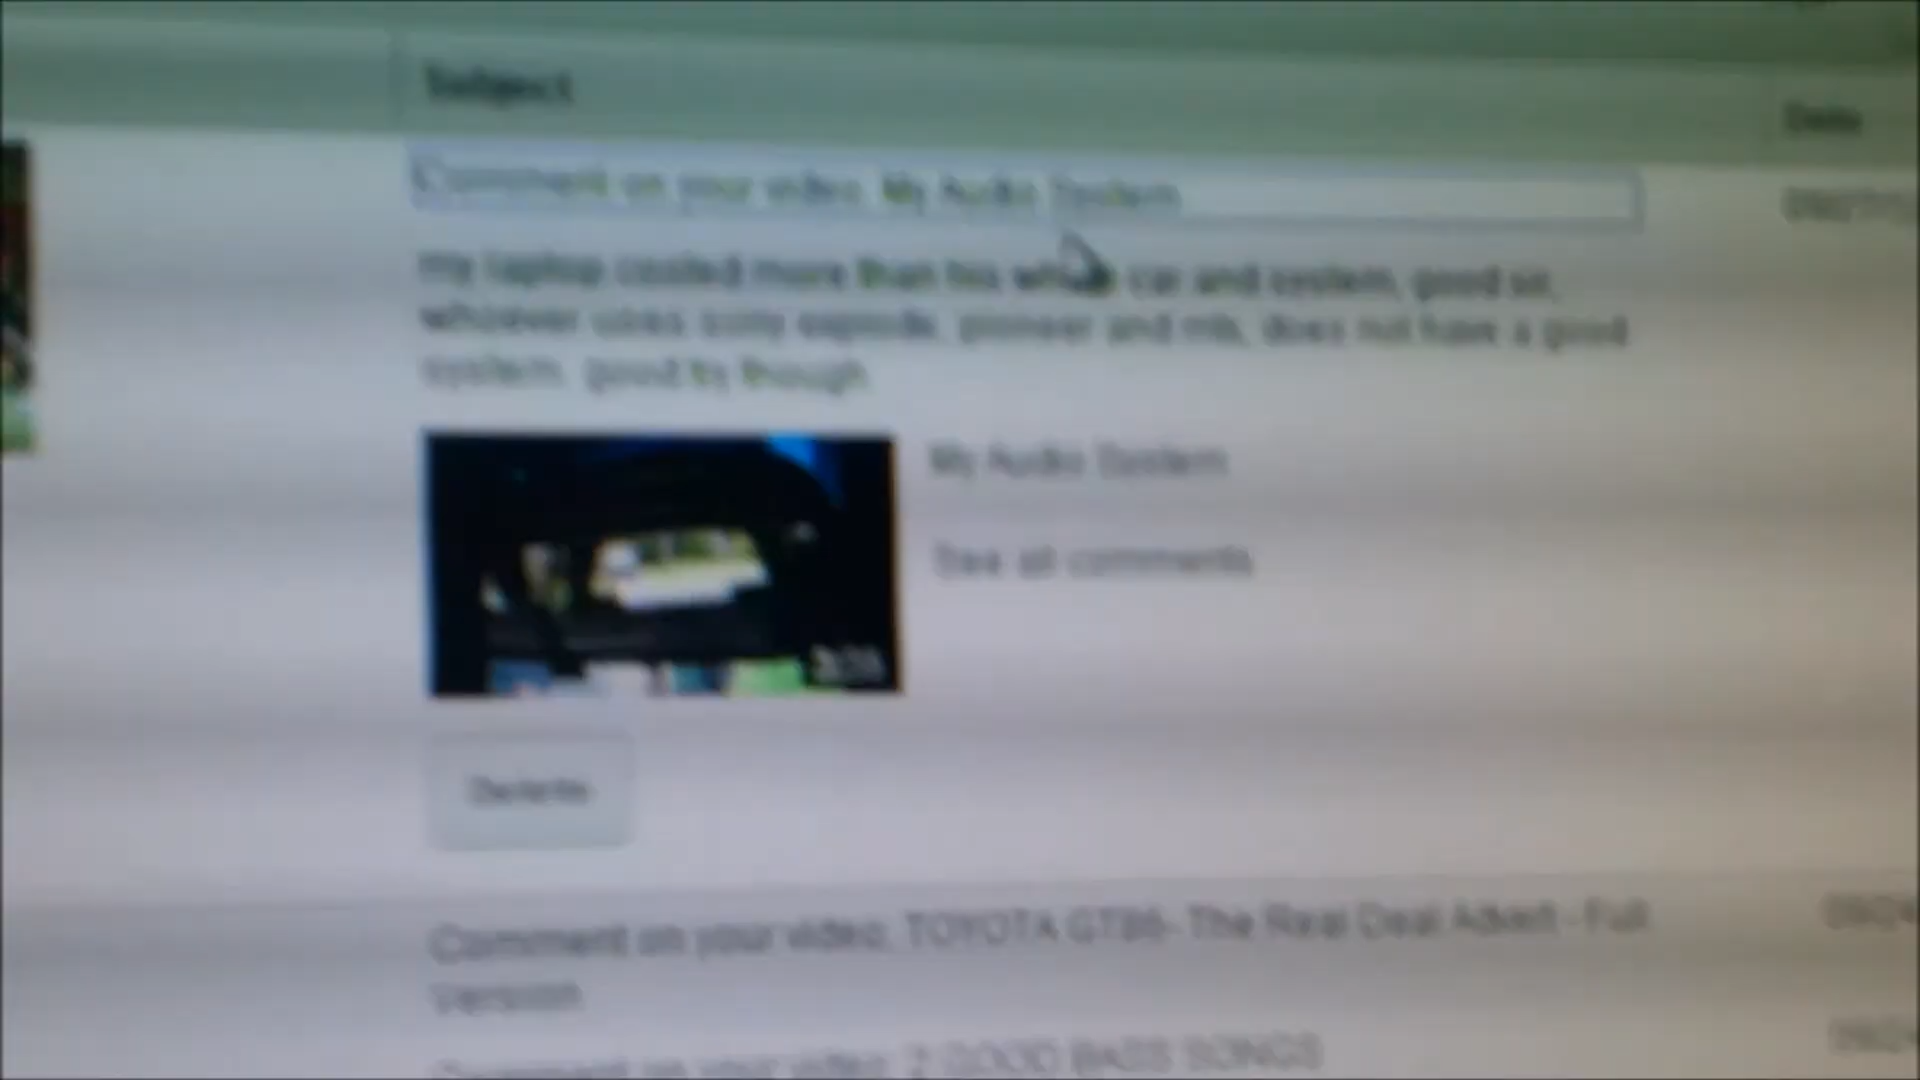 Subject
Date
Comment on your video: My Audio System
my laptop costed more than his whole car and system, good sir,
whoever uses sony explode, pioneer and mtx, does not have a good
system. good try though
My Audio System
See all comments
Delete
Comment on your video: TOYOTA GT86 - The Real Deal Advert - Full
Version
Comment on your video: 2 GOOD BASS SONGS